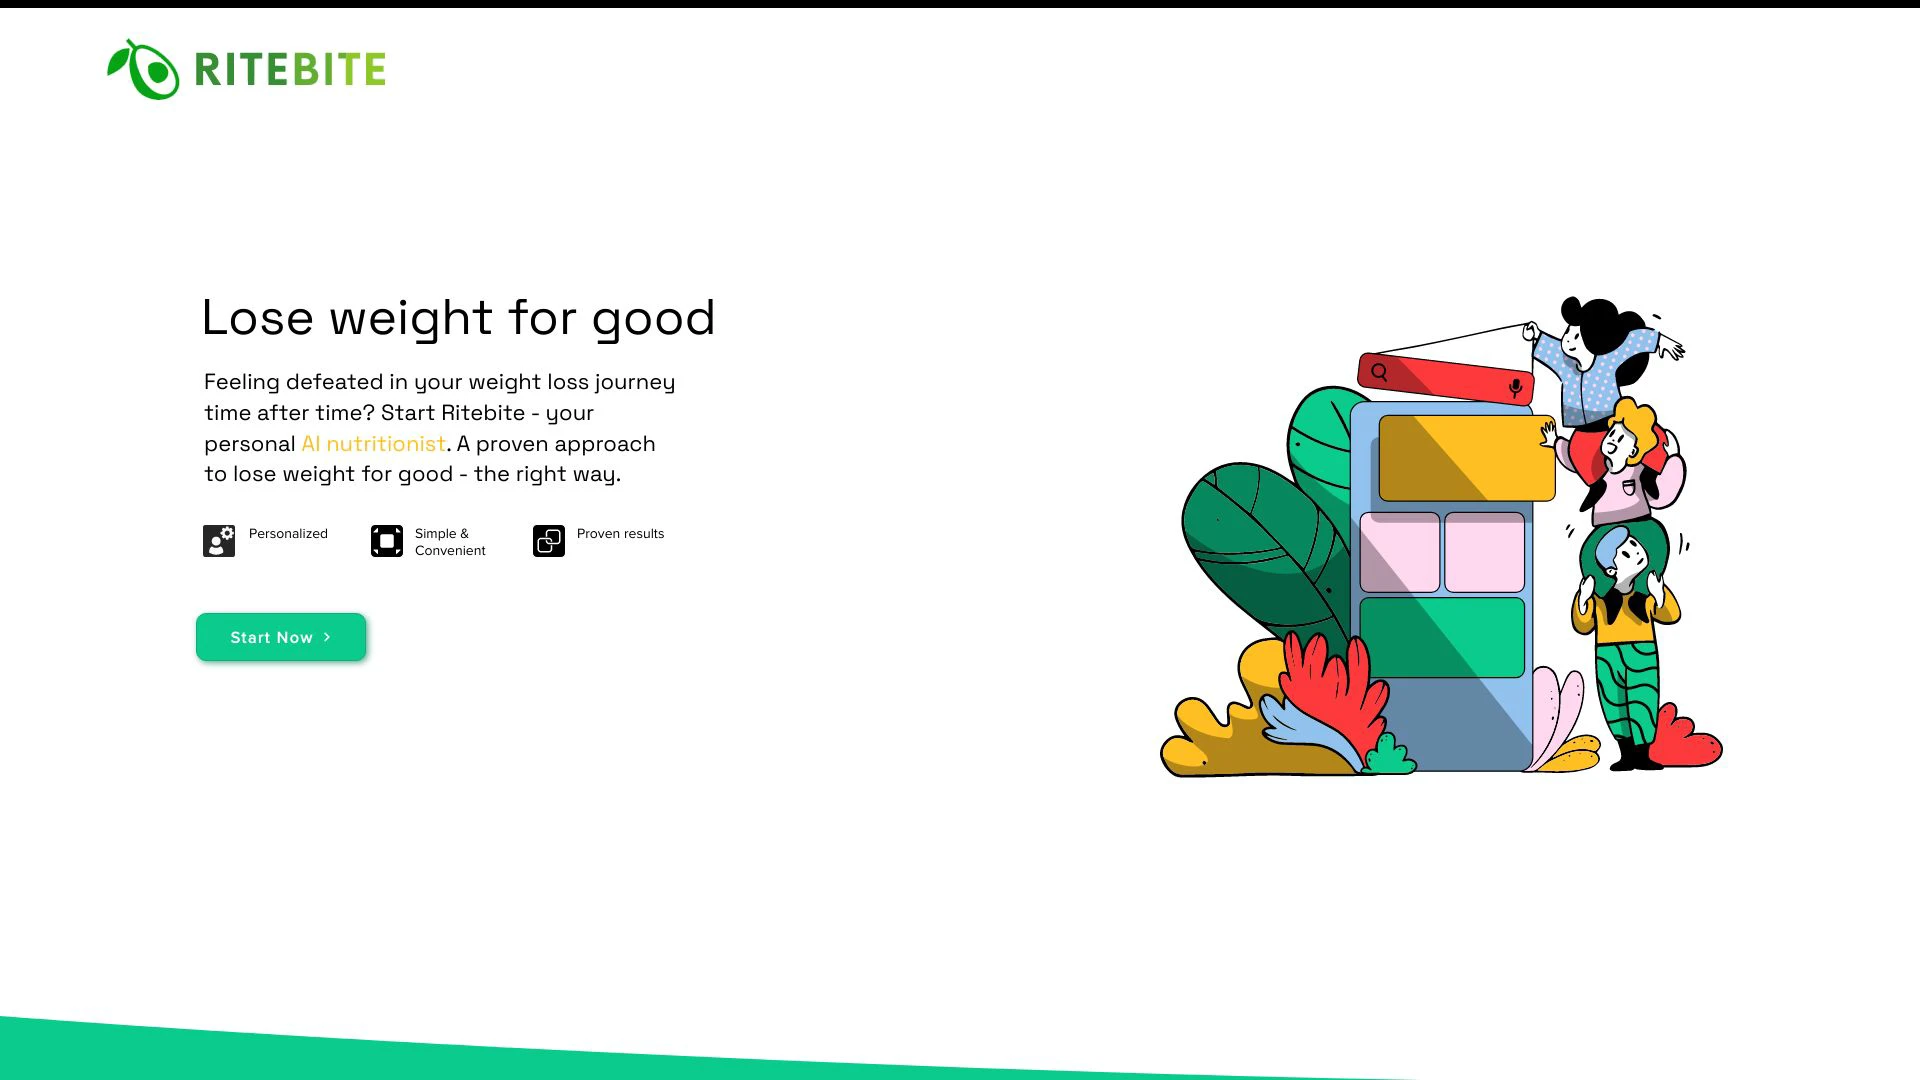 RITEBITE
Lose weight for good
Feeling defeated in your weight loss journey
time after time? Start Ritebite - your
personal AI nutritionist. A proven approach
to lose weight for good - the right way.
Personalized
Simple &
Convenient
Proven results
Start Now